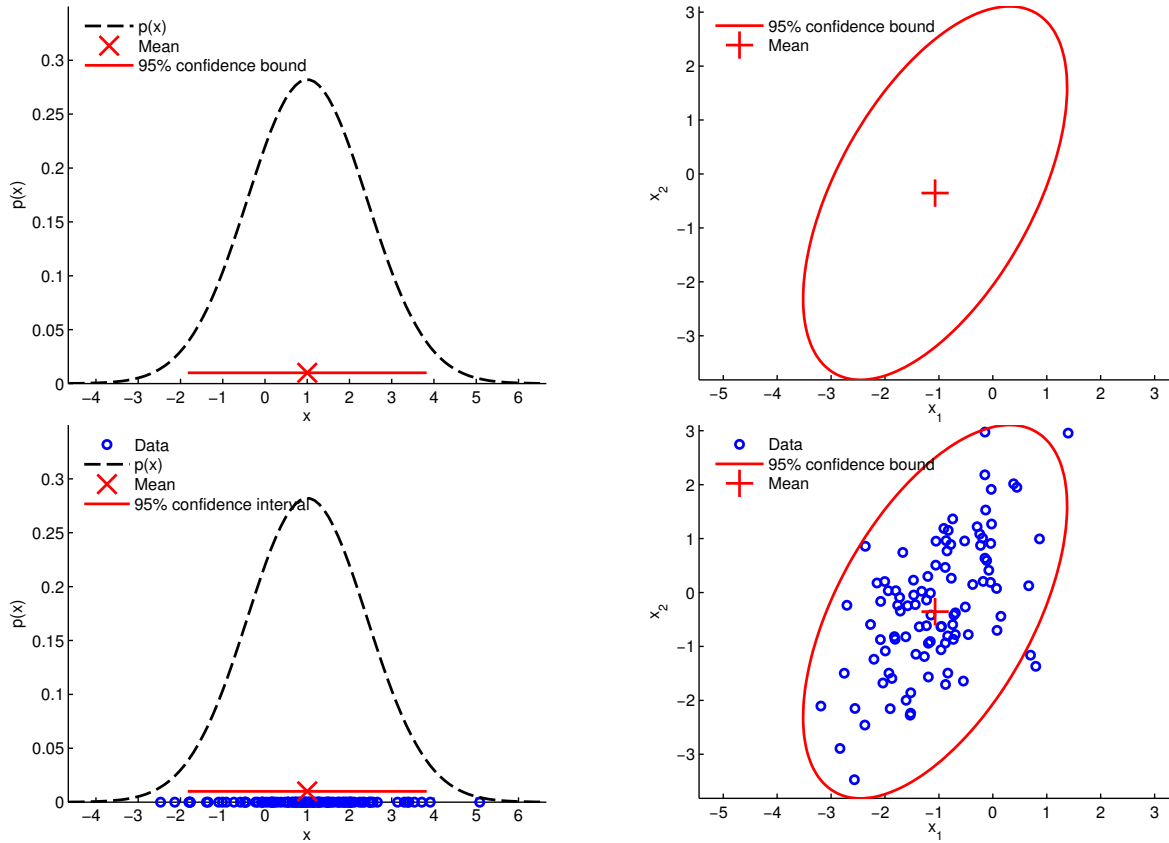 p(x)
Mean
95% confidence bound
0.3
0.25
0.2
0.15
0.1
0.05
0
p(x)
−4 −3 −2 −1 0 1 2 3 4 5 6
x
95% confidence bound
Mean
3
2
1
0
−1
−2
−3
x2
−5 −4 −3 −2 −1 0 1 2 3
x1
Data
p(x)
Mean
95% confidence interval
0.3
0.25
0.2
0.15
0.1
0.05
0
p(x)
−4 −3 −2 −1 0 1 2 3 4 5 6
x
Data
95% confidence bound
Mean
3
2
1
0
−1
−2
−3
x2
−5 −4 −3 −2 −1 0 1 2 3
x1